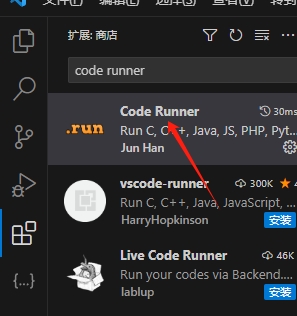 扩展: 商店
code runner
Code Runner
30ms
.run
Run C, C++, Java, JS, PHP, Pyt...
Jun Han
vscode-runner
300K
4
Run C, C++, Java, JavaScript, ...
HarryHopkinson
安装
Live Code Runner
46K
Run your codes via Backend....
lablup
安装
{...}